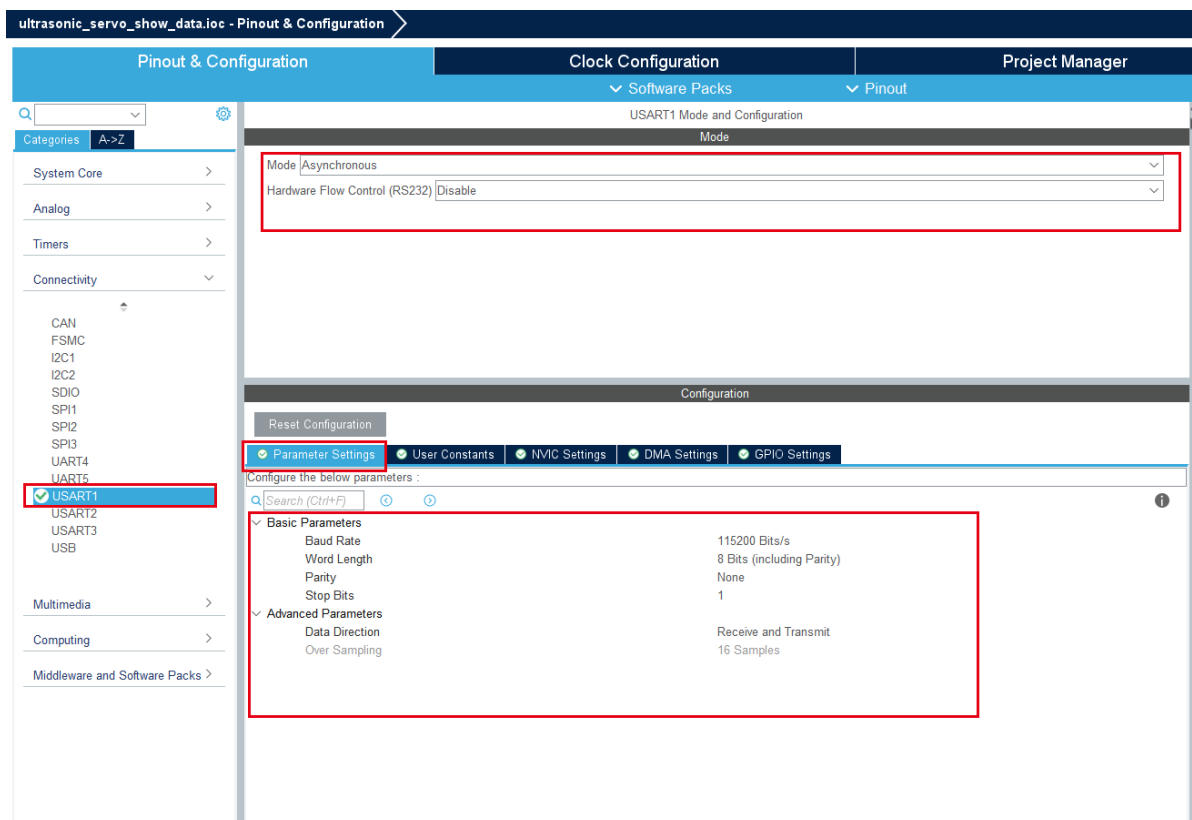 ultrasonic_servo_show_data.ioc - Pinout & Configuration
Pinout & Configuration
Clock Configuration
Project Manager
Software Packs
Pinout
Categories
A->Z
System Core
Analog
Timers
Connectivity
CAN
FSMC
I2C1
I2C2
SDIO
SPI1
SPI2
SPI3
UART4
UART5
USART1
USART2
USART3
USB
Multimedia
Computing
Middleware and Software Packs
USART1 Mode and Configuration
Mode
Mode Asynchronous
Hardware Flow Control (RS232) Disable
Configuration
Reset Configuration
Parameter Settings
User Constants
NVIC Settings
DMA Settings
GPIO Settings
Configure the below parameters :
Search (Ctrl+F)
Basic Parameters
Baud Rate 115200 Bits/s
Word Length 8 Bits (including Parity)
Parity None
Stop Bits 1
Advanced Parameters
Data Direction Receive and Transmit
Over Sampling 16 Samples